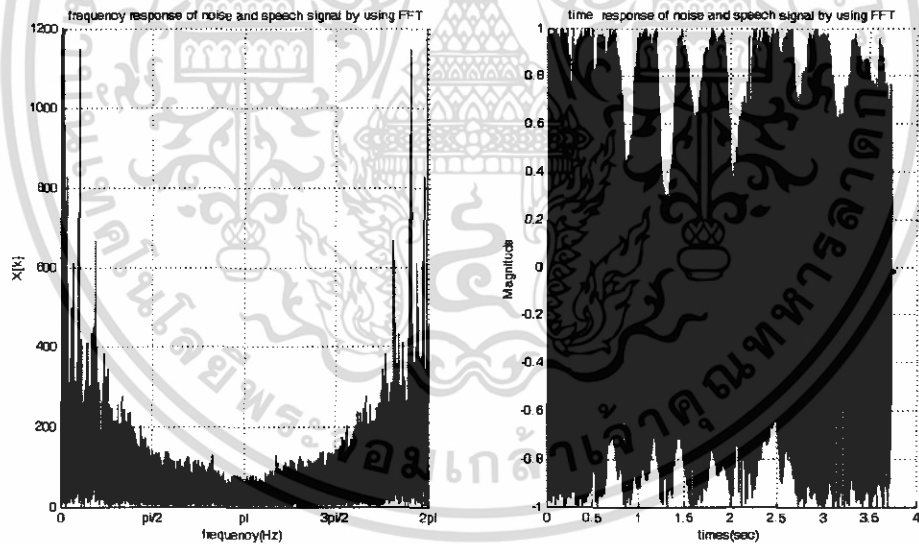 frequency response of noise and speech signal by using FFT
1200
1000
800
600
400
200
0
X[k]
0 pi/2 pi 3pi/2 2pi
frequency(Hz)
time response of noise and speech signal by using FFT
1
0.8
0.6
0.4
0.2
0
-0.2
-0.4
-0.6
-0.8
-1
Magnitude
0 0.5 1 1.5 2 2.5 3 3.5 4
times(sec)